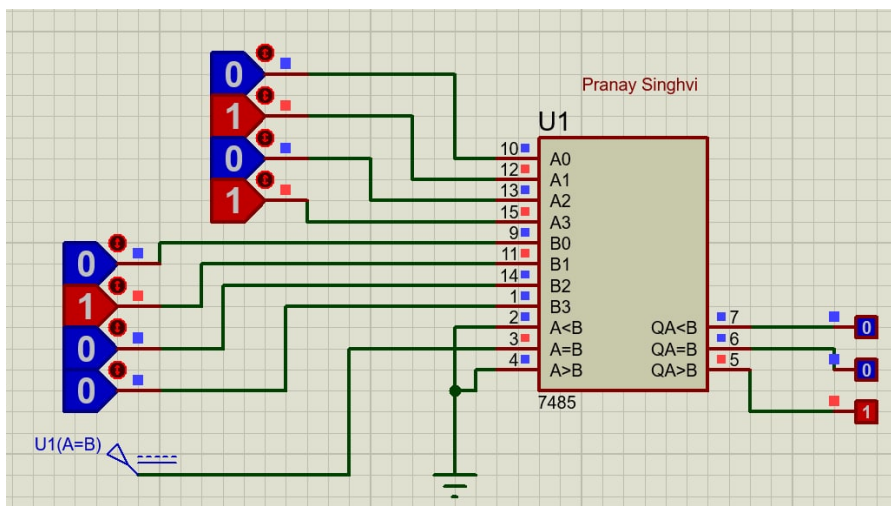 0
1
0
1
Pranay Singhvi
U1
10 A0
12 A1
13 A2
15 A3
9 B0
11 B1
14 B2
1 B3
2 A<B QA<B 7
3 A=B QA=B 6
4 A>B QA>B 5
7485
0
1
0
0
0
0
1
U1(A=B)